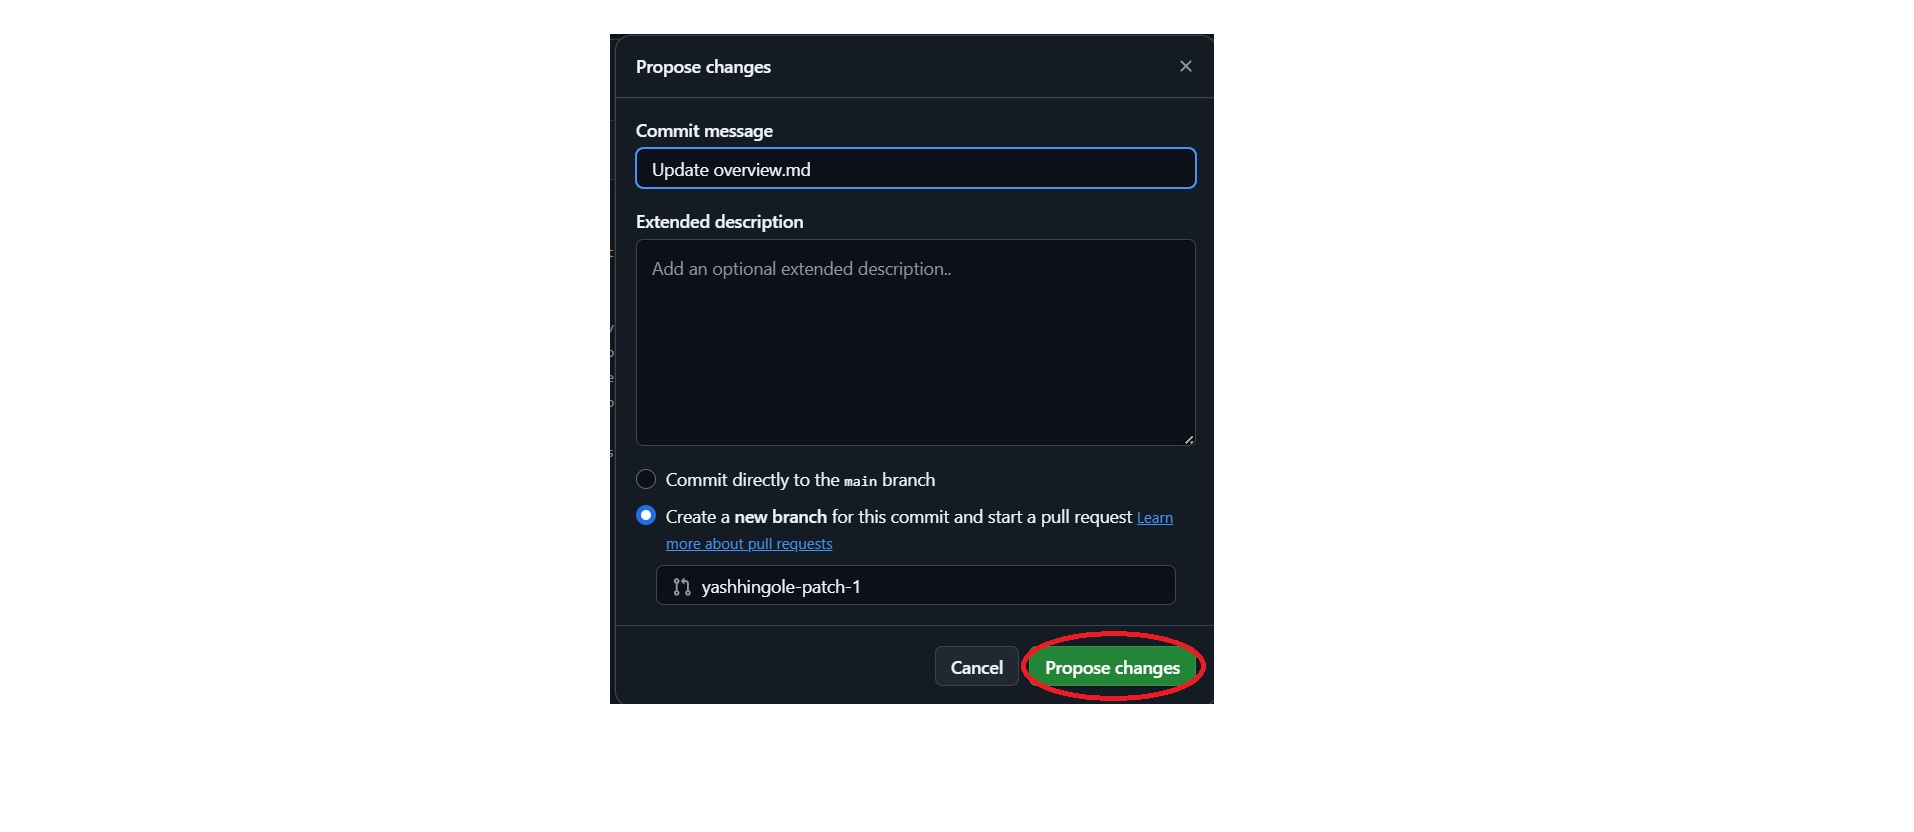 Propose changes
Commit message
Update overview.md
Extended description
Add an optional extended description..
Commit directly to the main branch
Create a new branch for this commit and start a pull request Learn
more about pull requests
yashhingole-patch-1
Cancel Propose changes